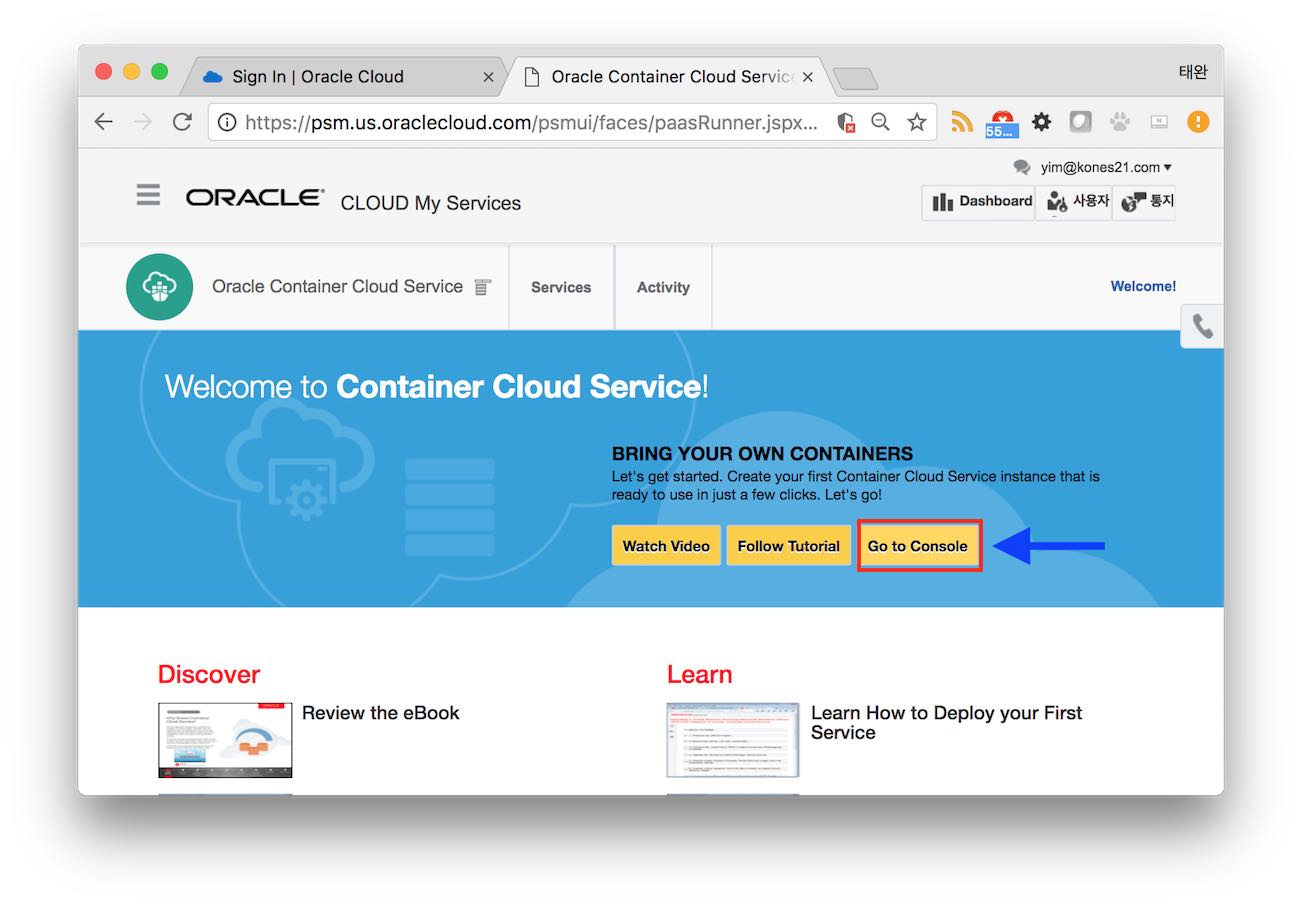 Sign In | Oracle Cloud
Oracle Container Cloud Service
태완
https://psm.us.oraclecloud.com/psmui/faces/paasRunner.jspx...
55...
yim@kones21.com
ORACLE CLOUD My Services
Dashboard 사용자 통지
Oracle Container Cloud Service
Services
Activity
Welcome!
Welcome to Container Cloud Service!
BRING YOUR OWN CONTAINERS
Let's get started. Create your first Container Cloud Service instance that is
ready to use in just a few clicks. Let's go!
Watch Video
Follow Tutorial
Go to Console
Discover
Review the eBook
Learn
Learn How to Deploy your First
Service